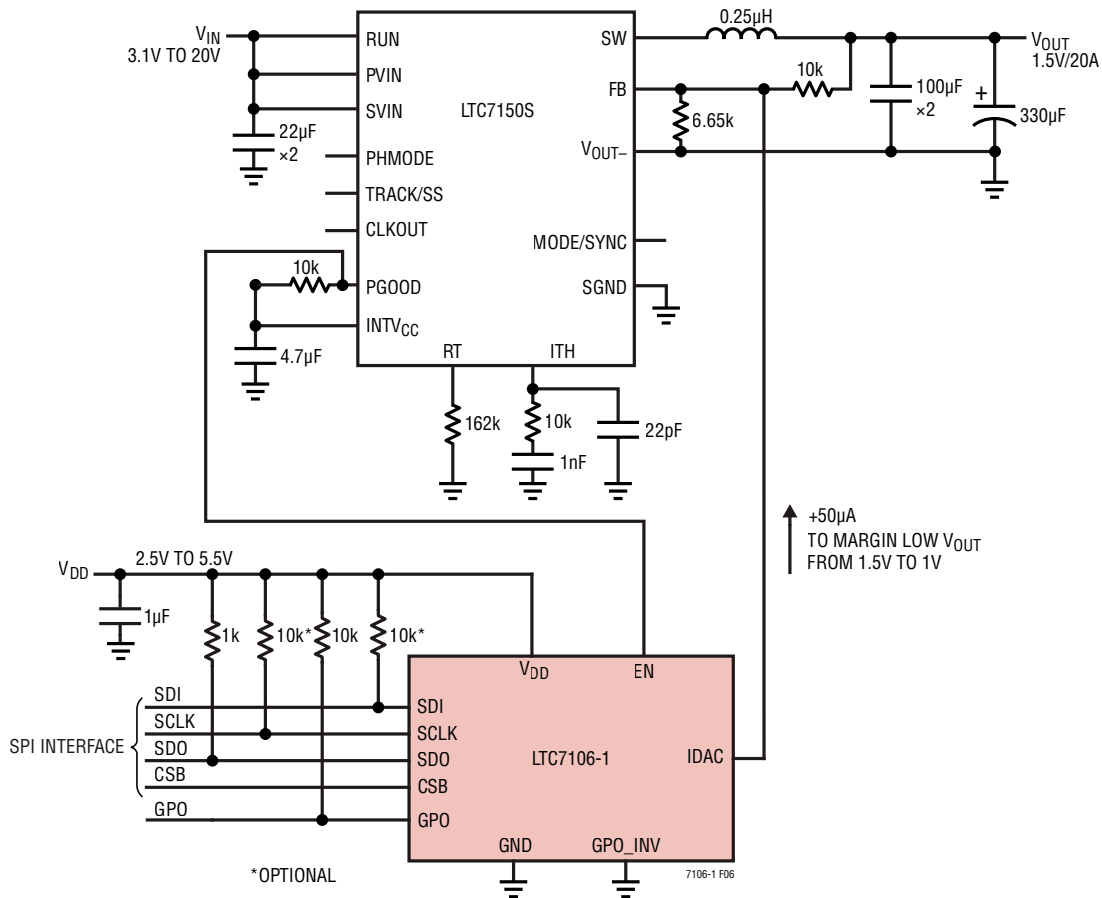 0.25µH
VIN
3.1V TO 20V
RUN
PVIN
SVIN
22µF
×2
PHMODE
TRACK/SS
CLKOUT
10k
PGOOD
INTVCC
4.7µF
LTC7150S
SW
FB
VOUT–
MODE/SYNC
SGND
RT
ITH
10k
6.65k
100µF
×2
+
330µF
VOUT
1.5V/20A
162k
10k
1nF
22pF
+50µA
TO MARGIN LOW VOUT
FROM 1.5V TO 1V
VDD
2.5V TO 5.5V
1µF
1k
10k*
10k
10k*
SPI INTERFACE
SDI
SCLK
SDO
CSB
GPO
VDD
EN
SDI
SCLK
SDO
CSB
GPO
LTC7106-1
IDAC
GND
GPO_INV
*OPTIONAL
7106-1 F06